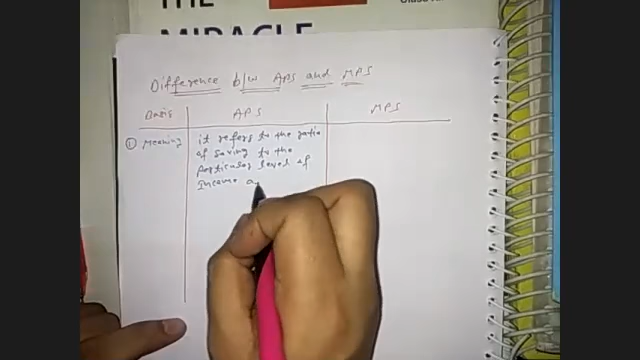 THE
MIRACLE
Difference b/w APS and MPS
Basis APS MPS
① Meaning it refers to the ratio
of saving to the
perticular level of
Income a